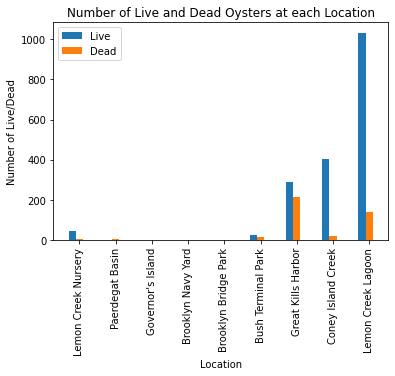 Number of Live and Dead Oysters at each Location
Live
Dead
Number of Live/Dead
1000
800
600
400
200
0
Lemon Creek Nursery
Paerdegat Basin
Governor's Island
Brooklyn Navy Yard
Brooklyn Bridge Park
Bush Terminal Park
Great Kills Harbor
Coney Island Creek
Lemon Creek Lagoon
Location